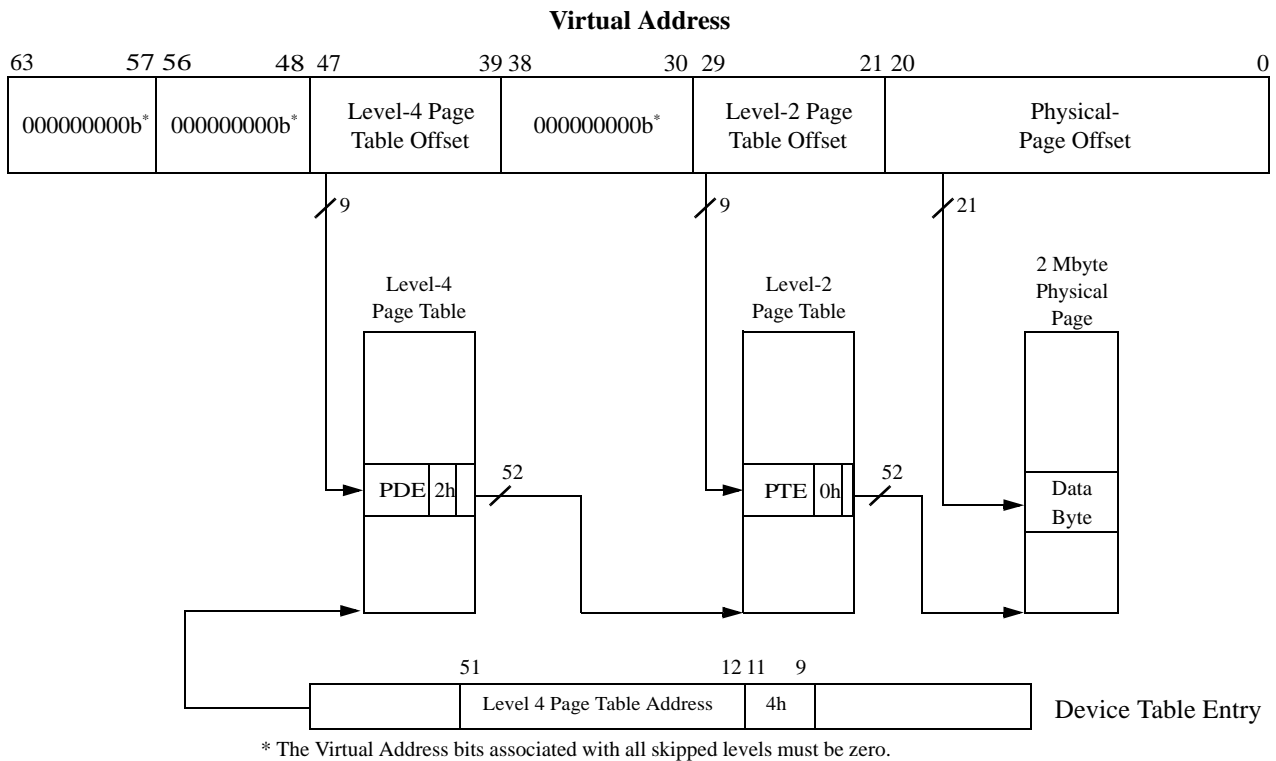 Virtual Address
63 57 56 48 47 39 38 30 29 21 20 0
000000000b* 000000000b* Level-4 Page Table Offset 000000000b* Level-2 Page Table Offset Physical-Page Offset
9 9 21
Level-4
Page Table
Level-2
Page Table
2 Mbyte
Physical
Page
PDE 2h 52
PTE 0h 52
Data
Byte
51 12 11 9
Level 4 Page Table Address 4h
Device Table Entry
* The Virtual Address bits associated with all skipped levels must be zero.